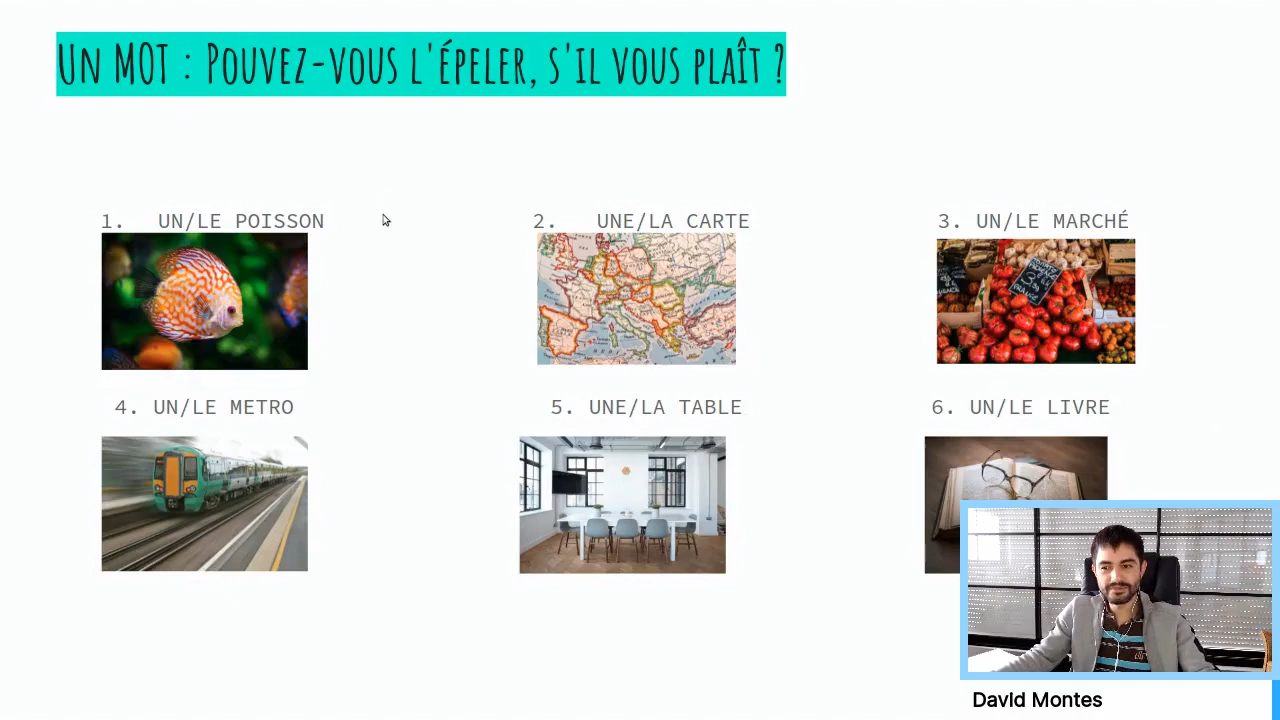 Un MOT : Pouvez-vous l'épeler, s'il vous plaît ?
1. UN/LE POISSON
2. UNE/LA CARTE
3. UN/LE MARCHÉ
4. UN/LE METRO
5. UNE/LA TABLE
6. UN/LE LIVRE
David Montes